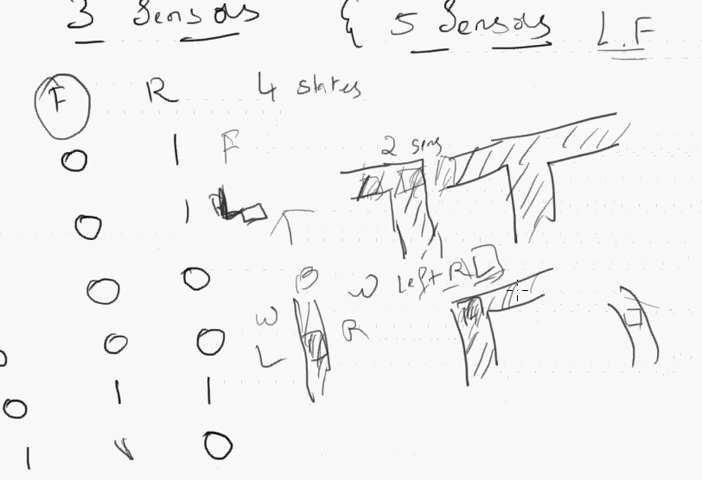 3 Sensors { 5 Sensors L.F
F R 4 states
0 1 F 2 sens
0 1
0 0 B W Left R L
0 0 W R
L
0 1 1
1 0